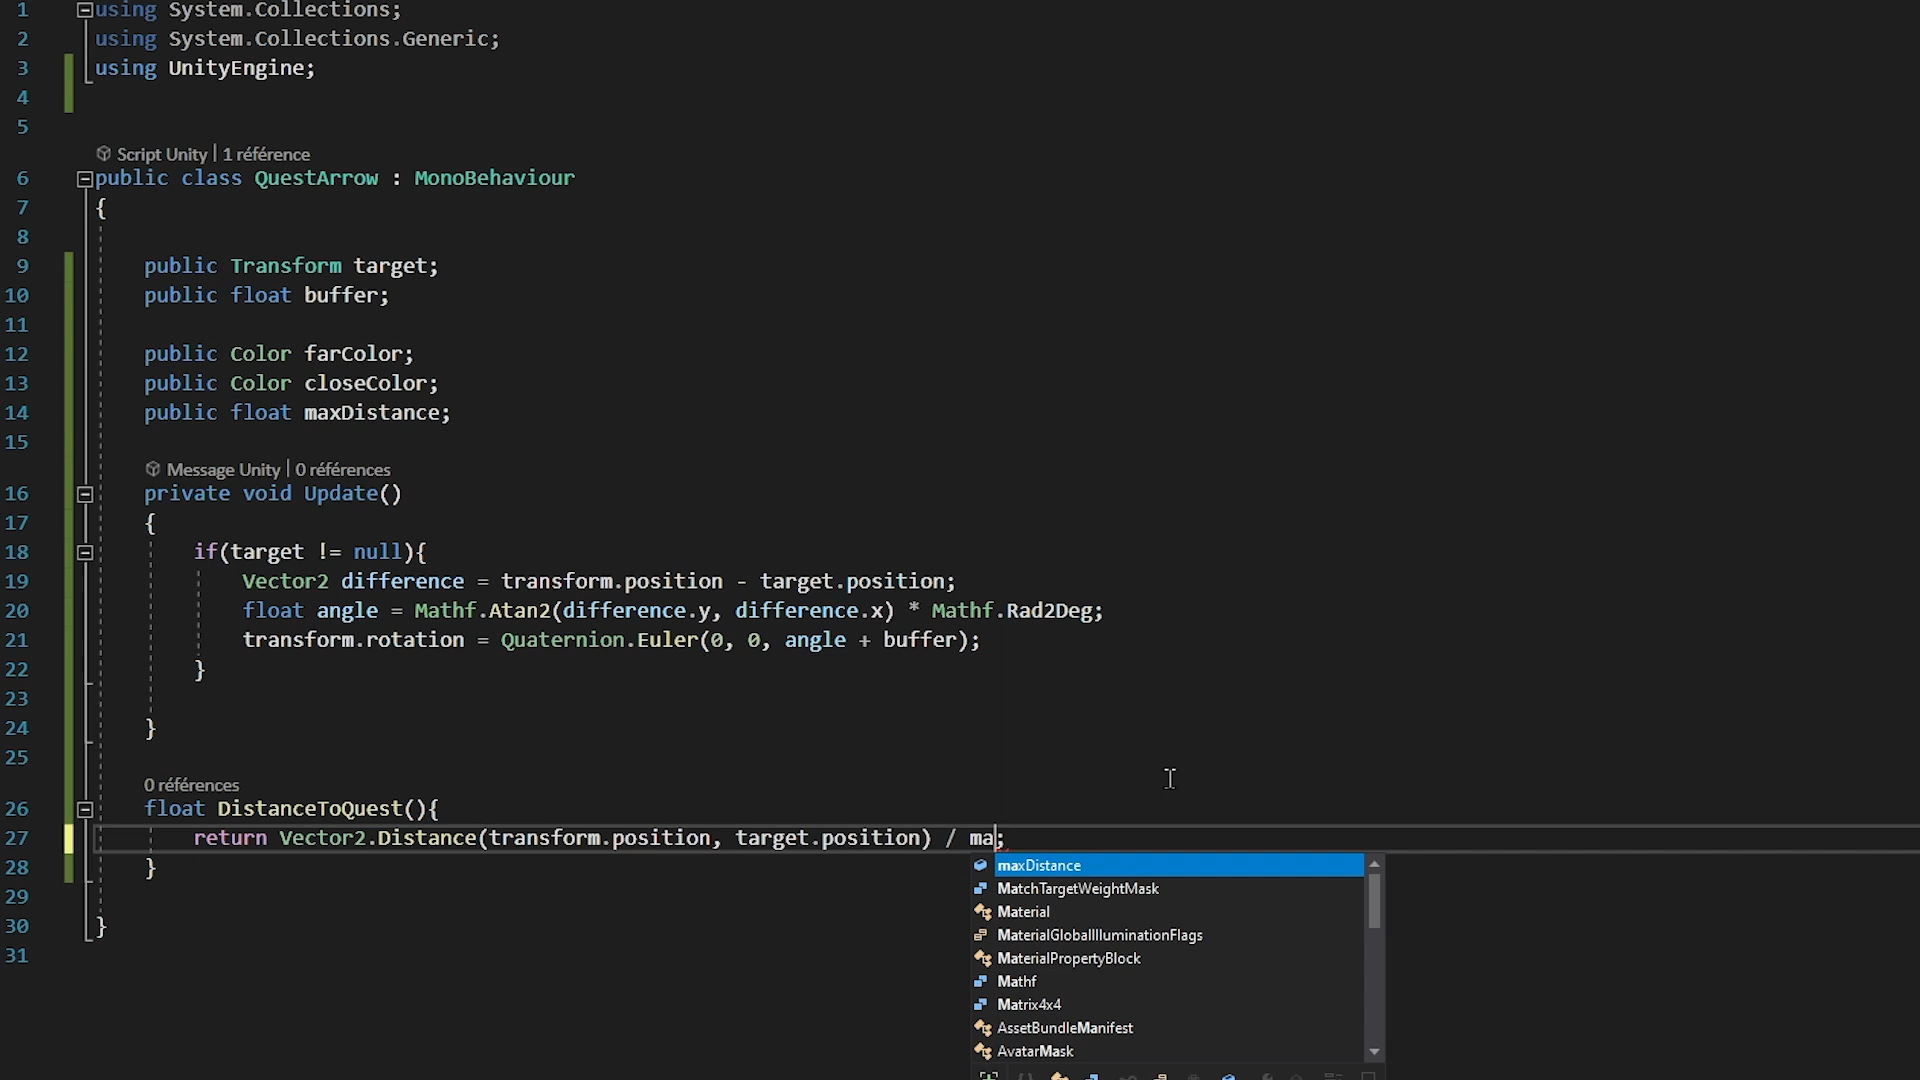 1 using System.Collections;
2 using System.Collections.Generic;
3 using UnityEngine;
4
5
Script Unity | 1 référence
6 public class QuestArrow : MonoBehaviour
7 {
8
9 public Transform target;
10 public float buffer;
11
12 public Color farColor;
13 public Color closeColor;
14 public float maxDistance;
15
Message Unity | 0 références
16 private void Update()
17 {
18 if(target != null){
19 Vector2 difference = transform.position - target.position;
20 float angle = Mathf.Atan2(difference.y, difference.x) * Mathf.Rad2Deg;
21 transform.rotation = Quaternion.Euler(0, 0, angle + buffer);
22 }
23
24 }
25
0 références
26 float DistanceToQuest(){
27 return Vector2.Distance(transform.position, target.position) / ma;
28 }
29
30 }
31
maxDistance
MatchTargetWeightMask
Material
MaterialGlobalIlluminationFlags
MaterialPropertyBlock
Mathf
Matrix4x4
AssetBundleManifest
AvatarMask